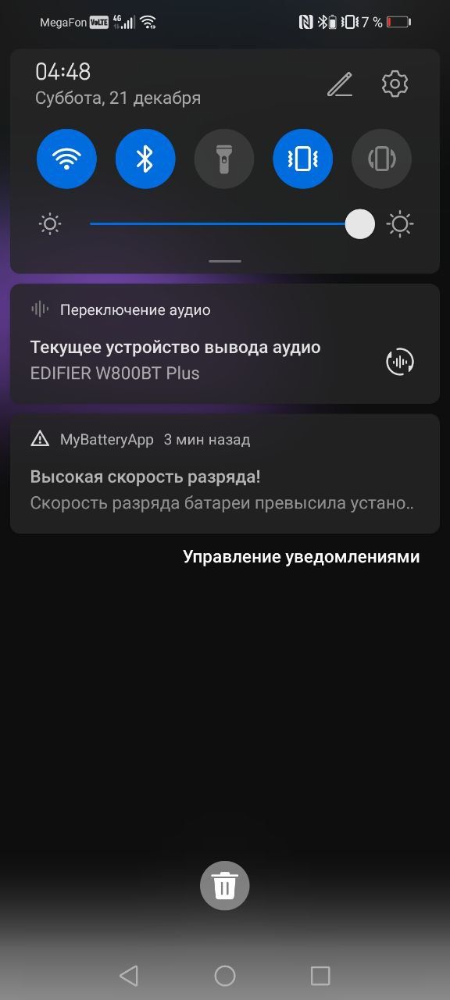 MegaFon VoLTE 4G 7 %
04:48
Суббота, 21 декабря
Переключение аудио
Текущее устройство вывода аудио
EDIFIER W800BT Plus
MyBatteryApp 3 мин назад
Высокая скорость разряда!
Скорость разряда батареи превысила устано..
Управление уведомлениями